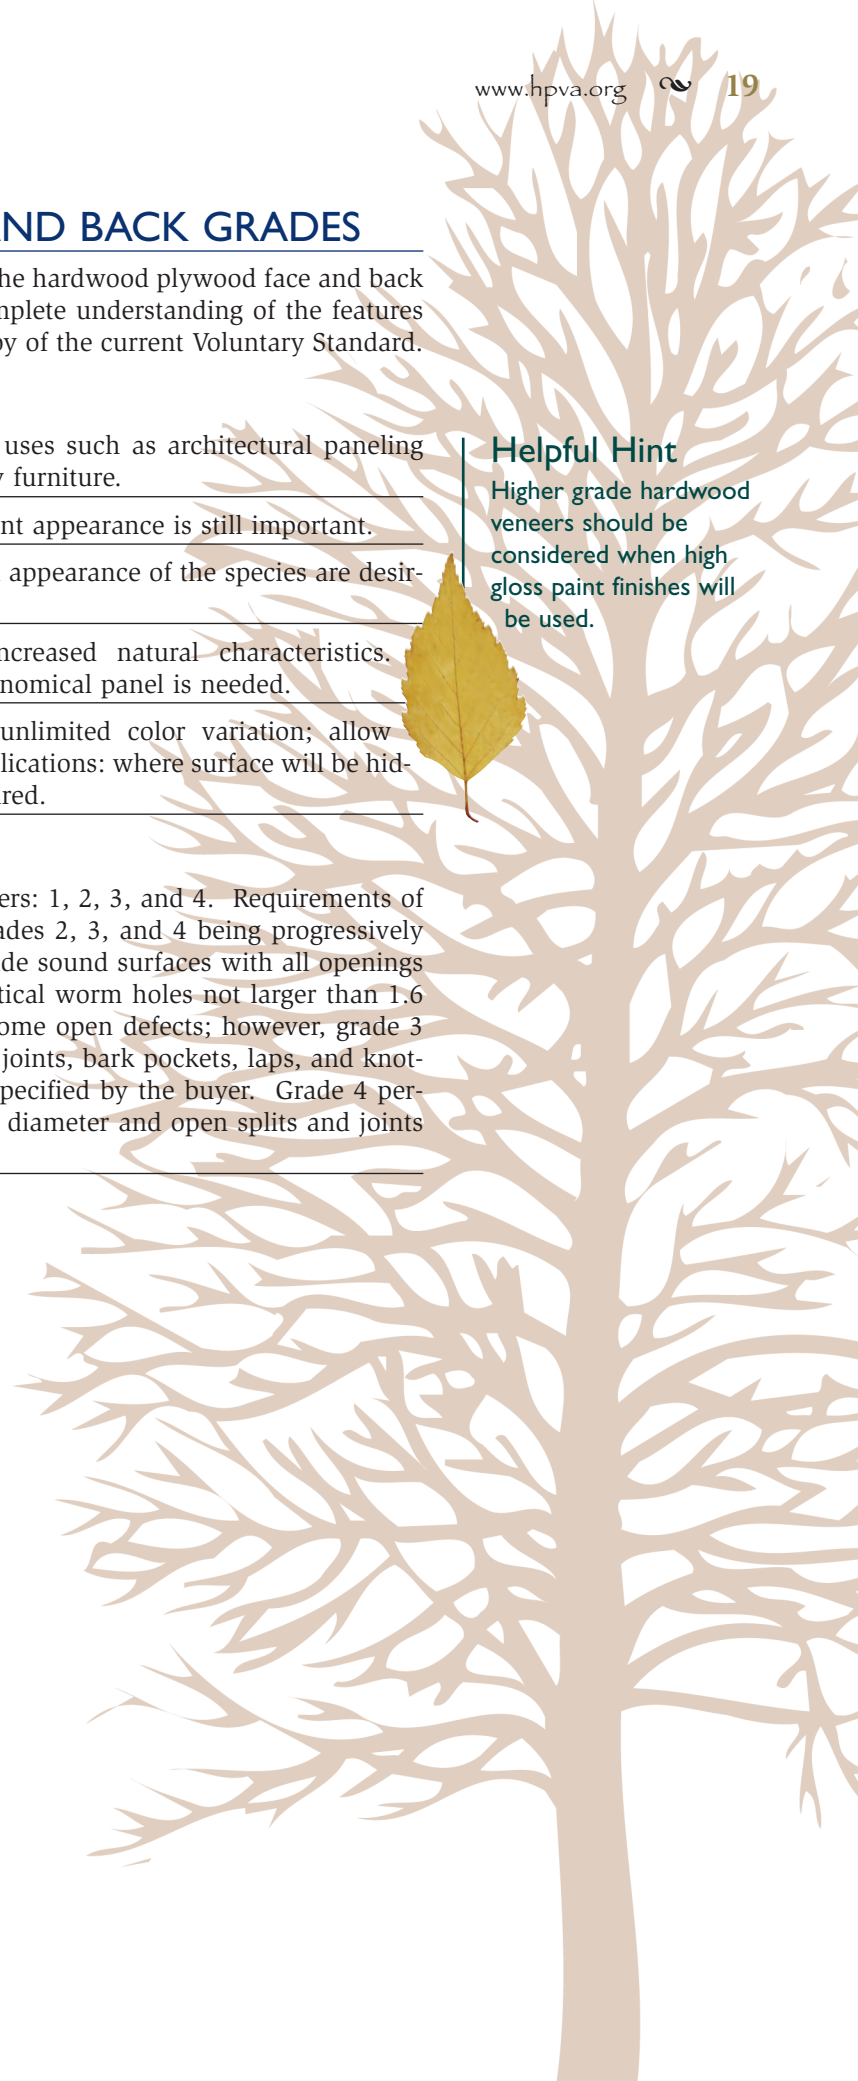 www.hpva.org 19
AND BACK GRADES
he hardwood plywood face and back
mplete understanding of the features
py of the current Voluntary Standard.
uses such as architectural paneling
y furniture.
nt appearance is still important.
appearance of the species are desir-
ncreased natural characteristics.
nomical panel is needed.
unlimited color variation; allow
lications: where surface will be hid-
red.
Helpful Hint
Higher grade hardwood
veneers should be
considered when high
gloss paint finishes will
be used.
ers: 1, 2, 3, and 4. Requirements of
ades 2, 3, and 4 being progressively
de sound surfaces with all openings
tical worm holes not larger than 1.6
ome open defects; however, grade 3
joints, bark pockets, laps, and knot-
pecified by the buyer. Grade 4 per-
diameter and open splits and joints